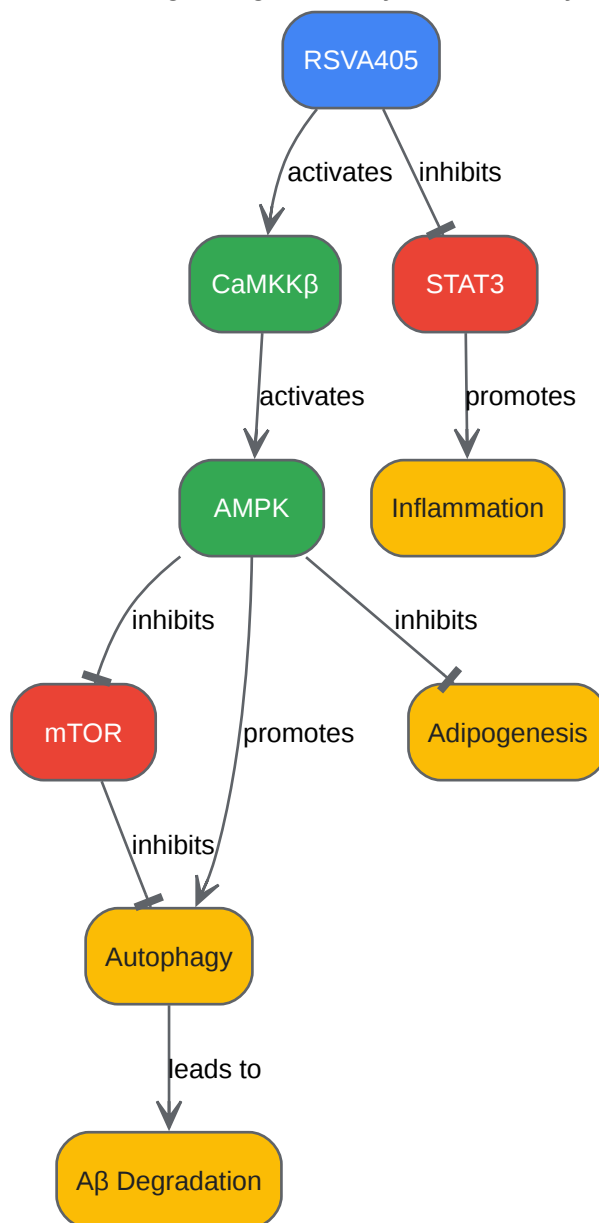 RSVA405
activates
inhibits
CaMKKβ
STAT3
activates
promotes
AMPK
Inflammation
inhibits
inhibits
mTOR
promotes
Adipogenesis
inhibits
Autophagy
leads to
Aβ Degradation